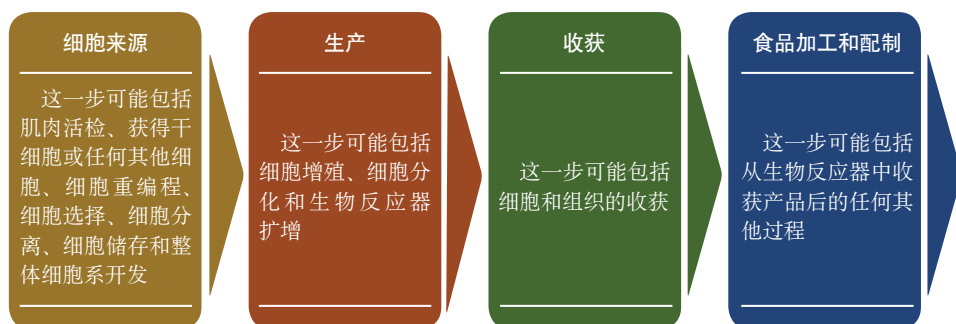 细胞来源
这一步可能包括
肌肉活检、获得干
细胞或任何其他细
胞、细胞重编程、
细胞选择、细胞分
离、细胞储存和整
体细胞系开发
生产
这一步可能包括
细胞增殖、细胞分
化和生物反应器
扩增
收获
这一步可能包括
细胞和组织的收获
食品加工和配制
这一步可能包括
从生物反应器中收
获产品后的任何其
他过程